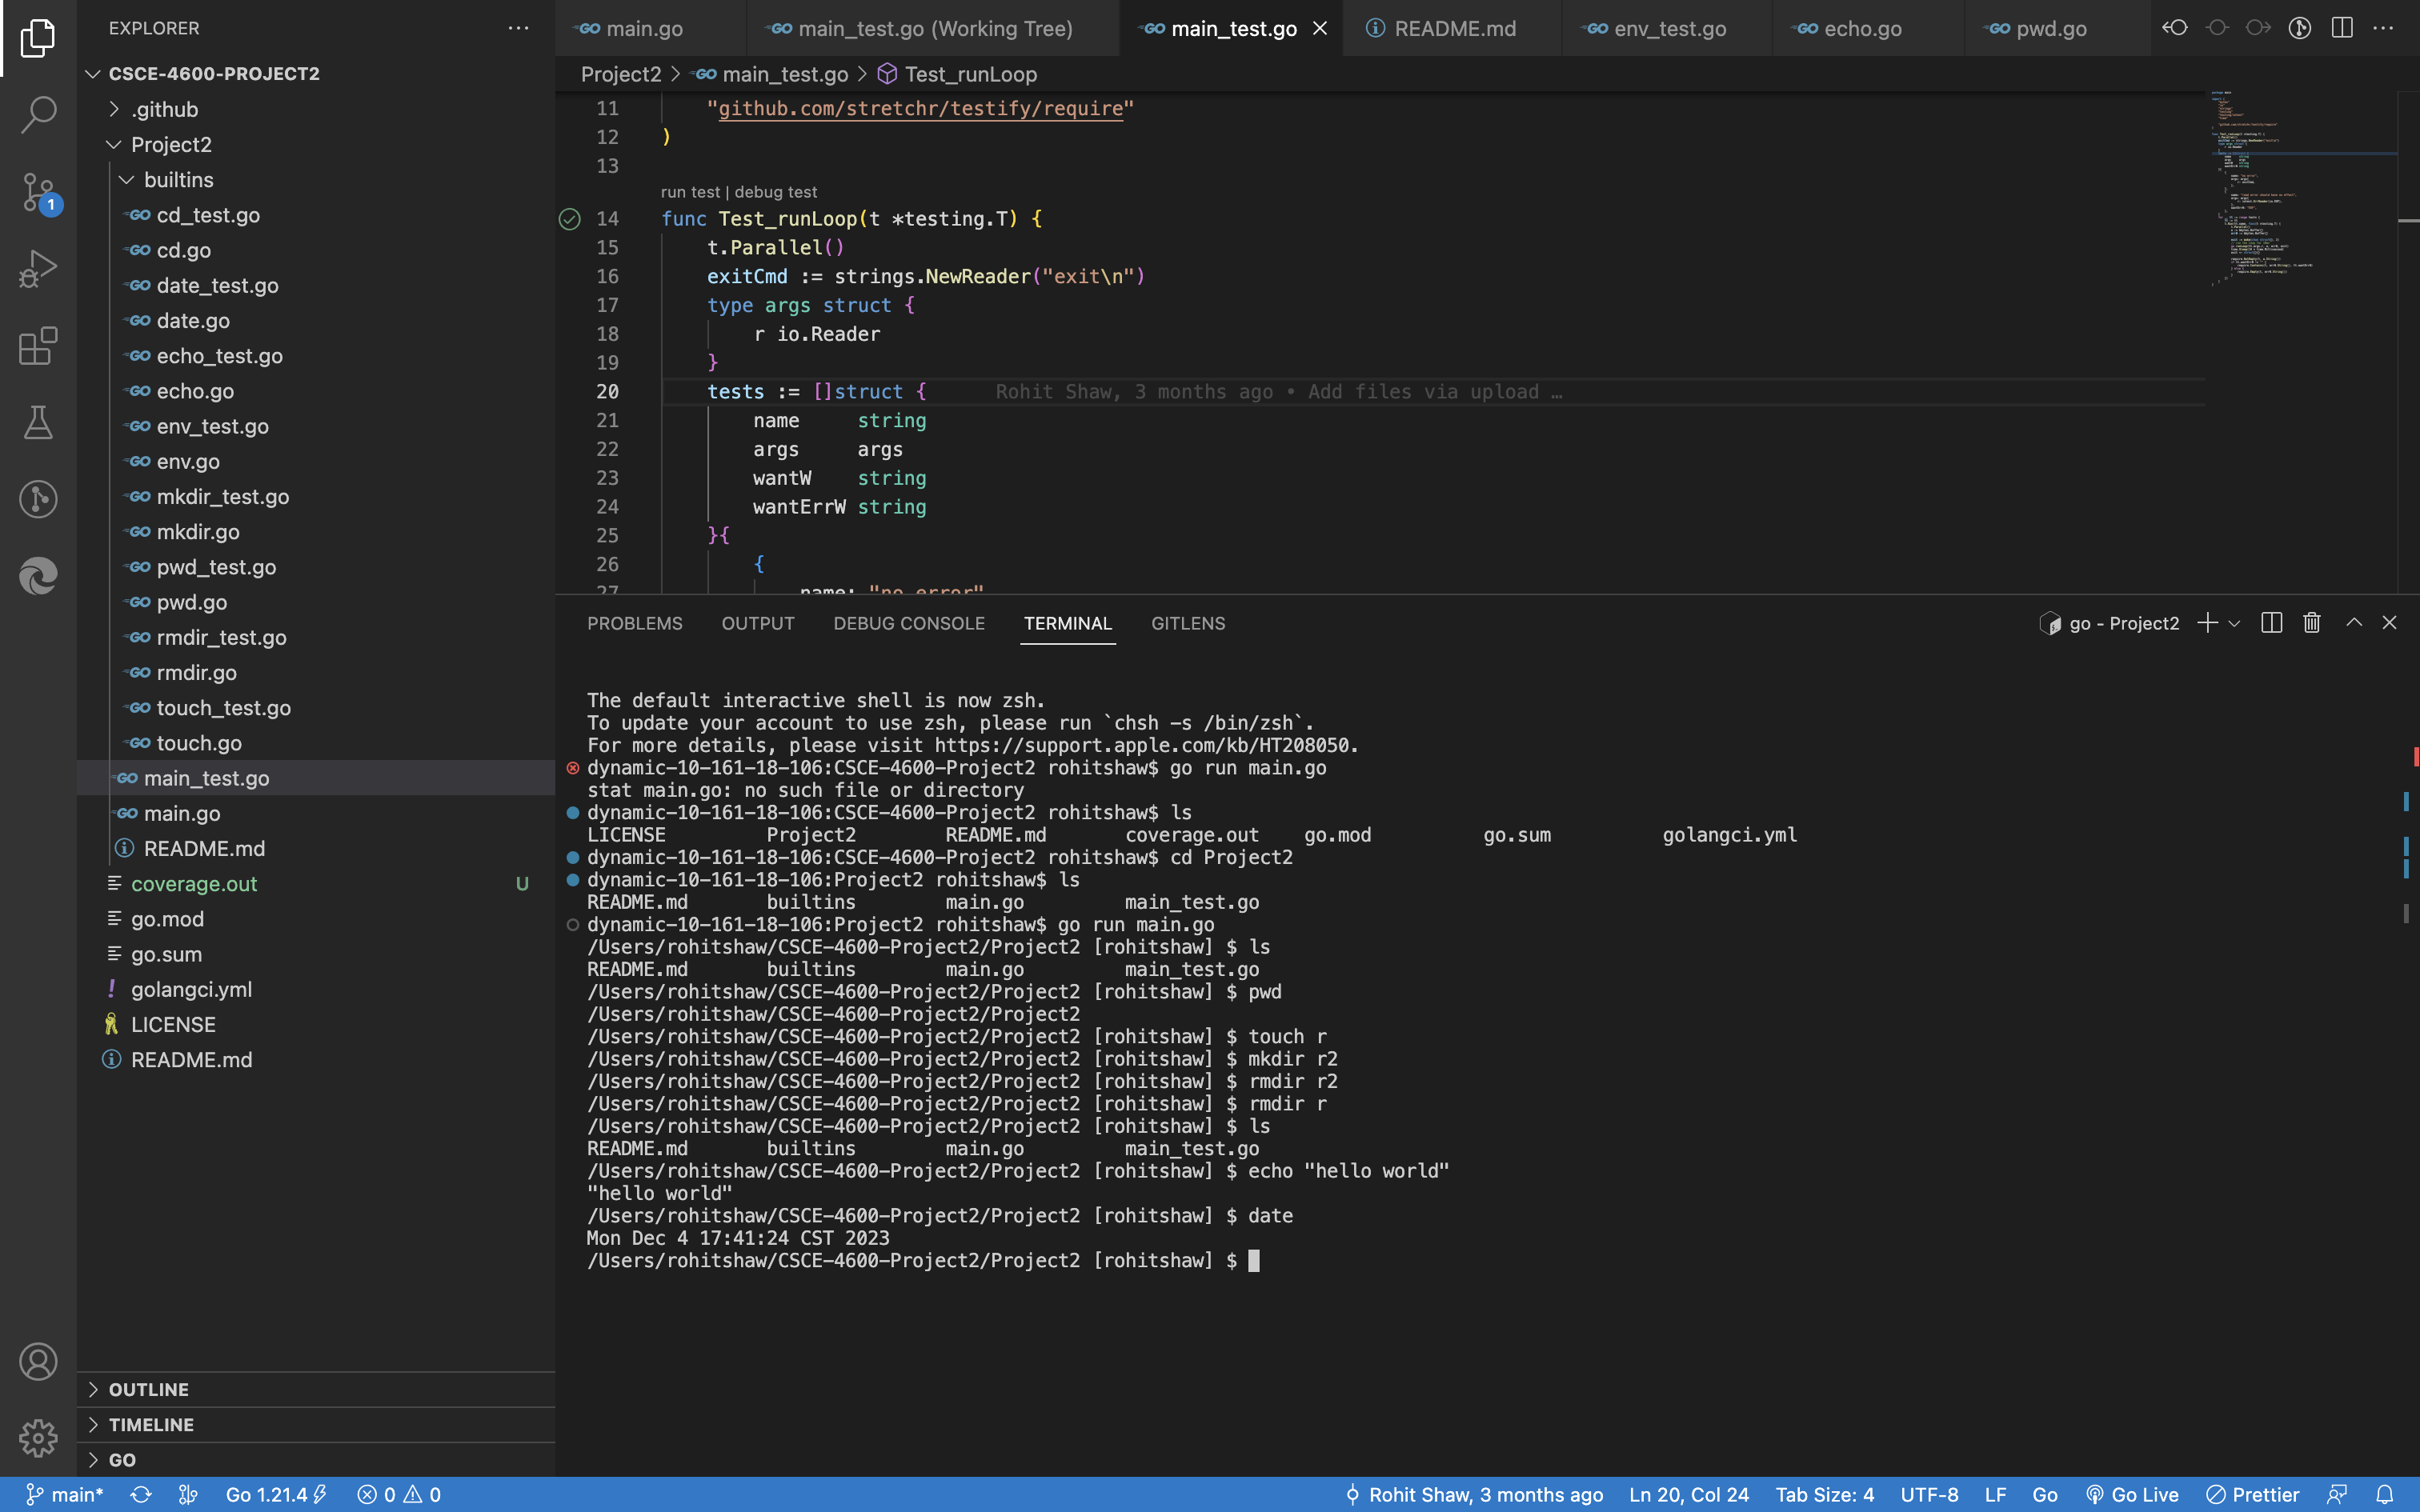 EXPLORER
CSCE-4600-PROJECT2
.github
Project2
builtins
cd_test.go
cd.go
date_test.go
date.go
echo_test.go
echo.go
env_test.go
env.go
mkdir_test.go
mkdir.go
pwd_test.go
pwd.go
rmdir_test.go
rmdir.go
touch_test.go
touch.go
main_test.go
main.go
README.md
coverage.out U
go.mod
go.sum
golangci.yml
LICENSE
README.md
OUTLINE
TIMELINE
GO
1
main.go main_test.go (Working Tree) main_test.go README.md env_test.go echo.go pwd.go
Project2 > main_test.go > Test_runLoop
11 "github.com/stretchr/testify/require"
12 )
13
run test | debug test
14 func Test_runLoop(t *testing.T) {
15 t.Parallel()
16 exitCmd := strings.NewReader("exit\n")
17 type args struct {
18 r io.Reader
19 }
20 tests := []struct { Rohit Shaw, 3 months ago • Add files via upload …
21 name string
22 args args
23 wantW string
24 wantErrW string
25 }{
26 {
27 name: "no error"
PROBLEMS OUTPUT DEBUG CONSOLE TERMINAL GITLENS
go - Project2
The default interactive shell is now zsh.
To update your account to use zsh, please run `chsh -s /bin/zsh`.
For more details, please visit https://support.apple.com/kb/HT208050.
dynamic-10-161-18-106:CSCE-4600-Project2 rohitshaw$ go run main.go
stat main.go: no such file or directory
dynamic-10-161-18-106:CSCE-4600-Project2 rohitshaw$ ls
LICENSE Project2 README.md coverage.out go.mod go.sum golangci.yml
dynamic-10-161-18-106:CSCE-4600-Project2 rohitshaw$ cd Project2
dynamic-10-161-18-106:Project2 rohitshaw$ ls
README.md builtins main.go main_test.go
dynamic-10-161-18-106:Project2 rohitshaw$ go run main.go
/Users/rohitshaw/CSCE-4600-Project2/Project2 [rohitshaw] $ ls
README.md builtins main.go main_test.go
/Users/rohitshaw/CSCE-4600-Project2/Project2 [rohitshaw] $ pwd
/Users/rohitshaw/CSCE-4600-Project2/Project2
/Users/rohitshaw/CSCE-4600-Project2/Project2 [rohitshaw] $ touch r
/Users/rohitshaw/CSCE-4600-Project2/Project2 [rohitshaw] $ mkdir r2
/Users/rohitshaw/CSCE-4600-Project2/Project2 [rohitshaw] $ rmdir r2
/Users/rohitshaw/CSCE-4600-Project2/Project2 [rohitshaw] $ rmdir r
/Users/rohitshaw/CSCE-4600-Project2/Project2 [rohitshaw] $ ls
README.md builtins main.go main_test.go
/Users/rohitshaw/CSCE-4600-Project2/Project2 [rohitshaw] $ echo "hello world"
"hello world"
/Users/rohitshaw/CSCE-4600-Project2/Project2 [rohitshaw] $ date
Mon Dec 4 17:41:24 CST 2023
/Users/rohitshaw/CSCE-4600-Project2/Project2 [rohitshaw] $
main* Go 1.21.4 0 0 Rohit Shaw, 3 months ago Ln 20, Col 24 Tab Size: 4 UTF-8 LF Go Go Live Prettier